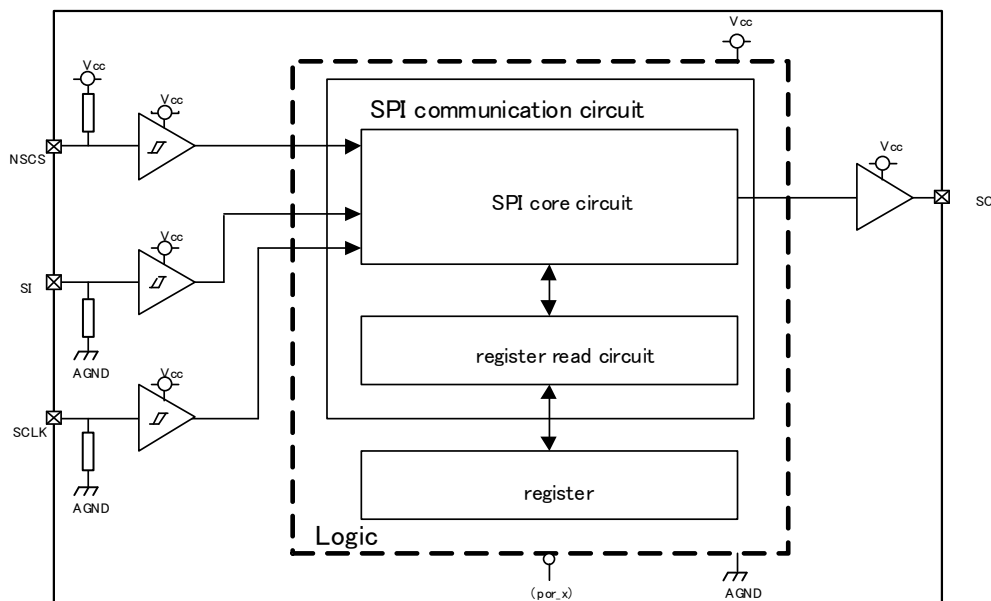 Vcc
Vcc
Vcc
SPI communication circuit
NSCS
Vcc
SPI core circuit
Vcc
SI
AGND
register read circuit
Vcc
SCLK
AGND
register
Logic
(por_x)
AGND